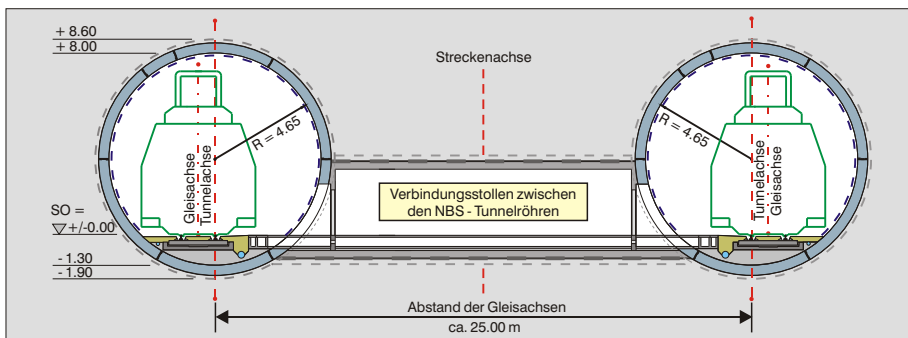 + 8.60
+ 8.00
Streckenachse
R = 4.65
R = 4.65
Gleisachse
Tunnelachse
Tunnelachse
Gleisachse
Verbindungsstollen zwischen
den NBS - Tunnelröhren
SO =
+/-0.00
- 1.30
- 1.90
Abstand der Gleisachsen
ca. 25.00 m